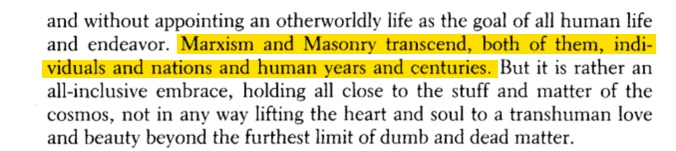 and without appointing an otherworldly life as the goal of all human life
and endeavor. Marxism and Masonry transcend, both of them, indi-
viduals and nations and human years and centuries. But it is rather an
all-inclusive embrace, holding all close to the stuff and matter of the
cosmos, not in any way lifting the heart and soul to a transhuman love
and beauty beyond the furthest limit of dumb and dead matter.